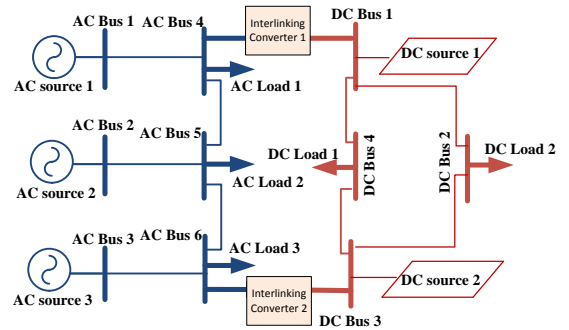 AC Bus 1
AC Bus 4
Interlinking
Converter 1
DC Bus 1
DC source 1
AC source 1
AC Load 1
AC Bus 2
AC Bus 5
DC Load 1
DC Bus 4
DC Bus 2
DC Load 2
AC source 2
AC Load 2
AC Bus 3
AC Bus 6
AC Load 3
AC source 3
Interlinking
Converter 2
DC source 2
DC Bus 3